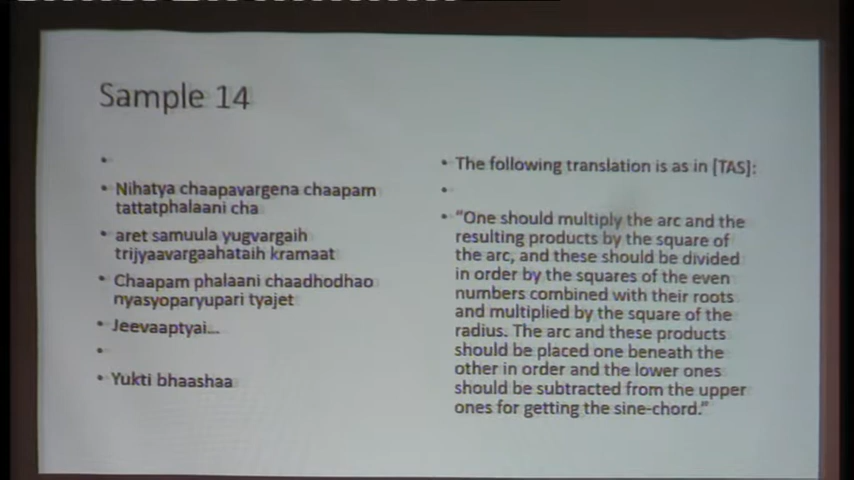 Sample 14
• Nihatya chaapavargena chaapam
tattatphalaani cha
• aret samuula yugvargaih
trijyaavargaahataih kramaat
• Chaapam phalaani chaadhodhao
nyasyoparyupari tyajet
• Jeevaaptyai...
• Yukti bhaashaa
• The following translation is as in [TAS]:
• "One should multiply the arc and the
resulting products by the square of
the arc, and these should be divided
in order by the squares of the even
numbers combined with their roots
and multiplied by the square of the
radius. The arc and these products
should be placed one beneath the
other in order and the lower ones
should be subtracted from the upper
ones for getting the sine-chord."